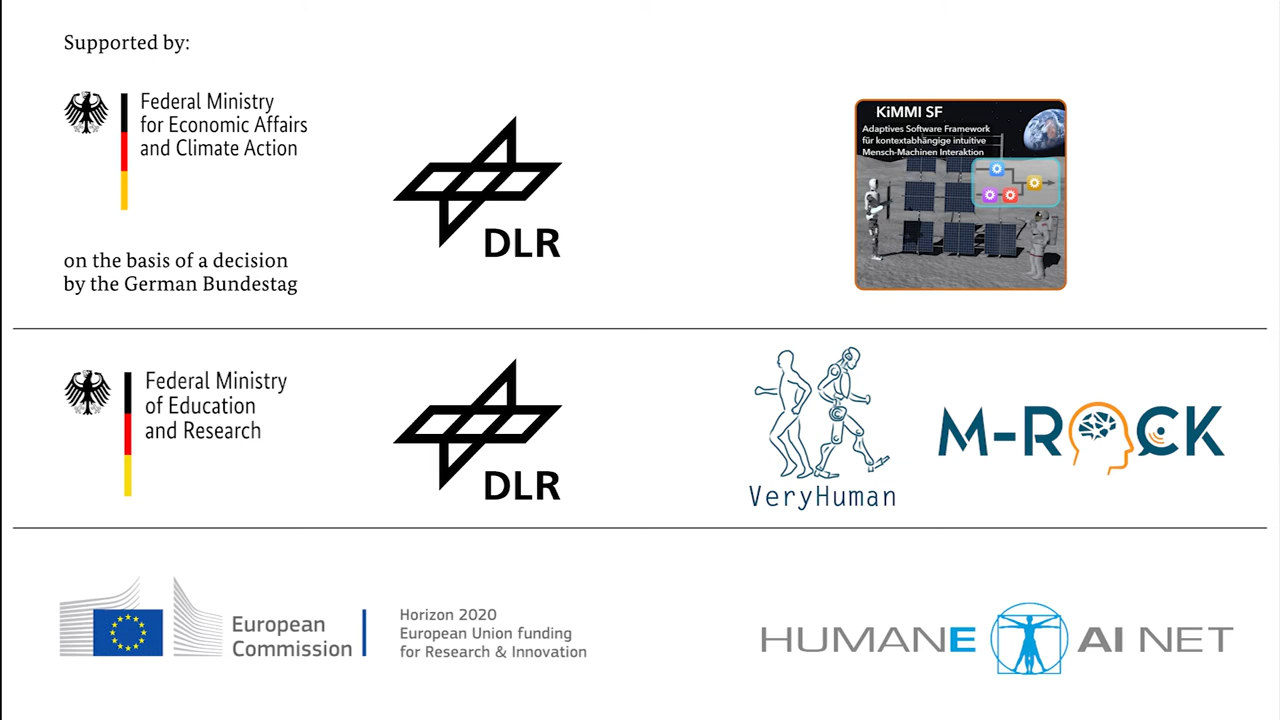 Supported by:
Federal Ministry
for Economic Affairs
and Climate Action
DLR
on the basis of a decision
by the German Bundestag
KiMMI SF
Adaptives Software Framework
für kontextabhängige intuitive
Mensch-Machinen Interaktion
Federal Ministry
of Education
and Research
DLR
VeryHuman
M-ROCK
European
Commission
Horizon 2020
European Union funding
for Research & Innovation
HUMANE AI NET